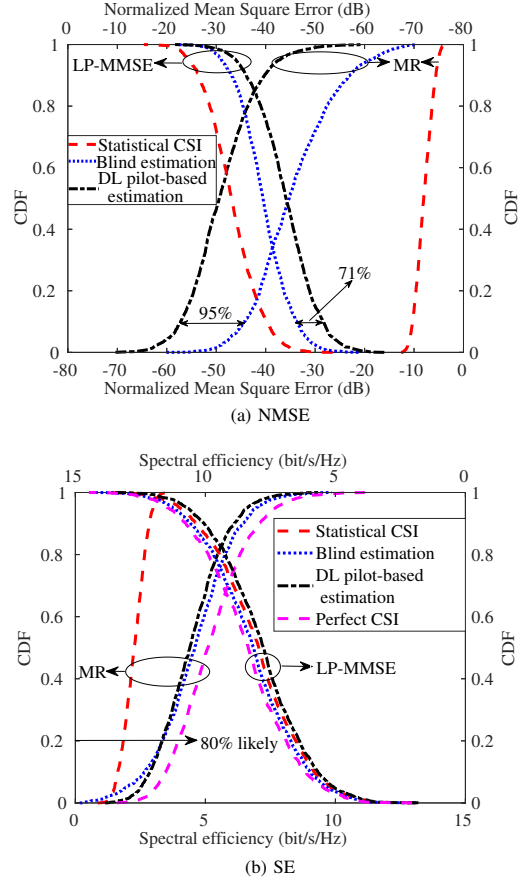 Normalized Mean Square Error (dB)
0 -10 -20 -30 -40 -50 -60 -70 -80
1
0.8
0.6
0.4
0.2
0
CDF
LP-MMSE
MR
Statistical CSI
Blind estimation
DL pilot-based
estimation
95%
71%
1
0.8
0.6
0.4
0.2
0
CDF
-80 -70 -60 -50 -40 -30 -20 -10 0
Normalized Mean Square Error (dB)
(a) NMSE
Spectral efficiency (bit/s/Hz)
15 10 5 0
1
0.8
0.6
0.4
0.2
0
CDF
Statistical CSI
Blind estimation
DL pilot-based
estimation
Perfect CSI
MR
LP-MMSE
80% likely
1
0.8
0.6
0.4
0.2
0
CDF
0 5 10 15
Spectral efficiency (bit/s/Hz)
(b) SE